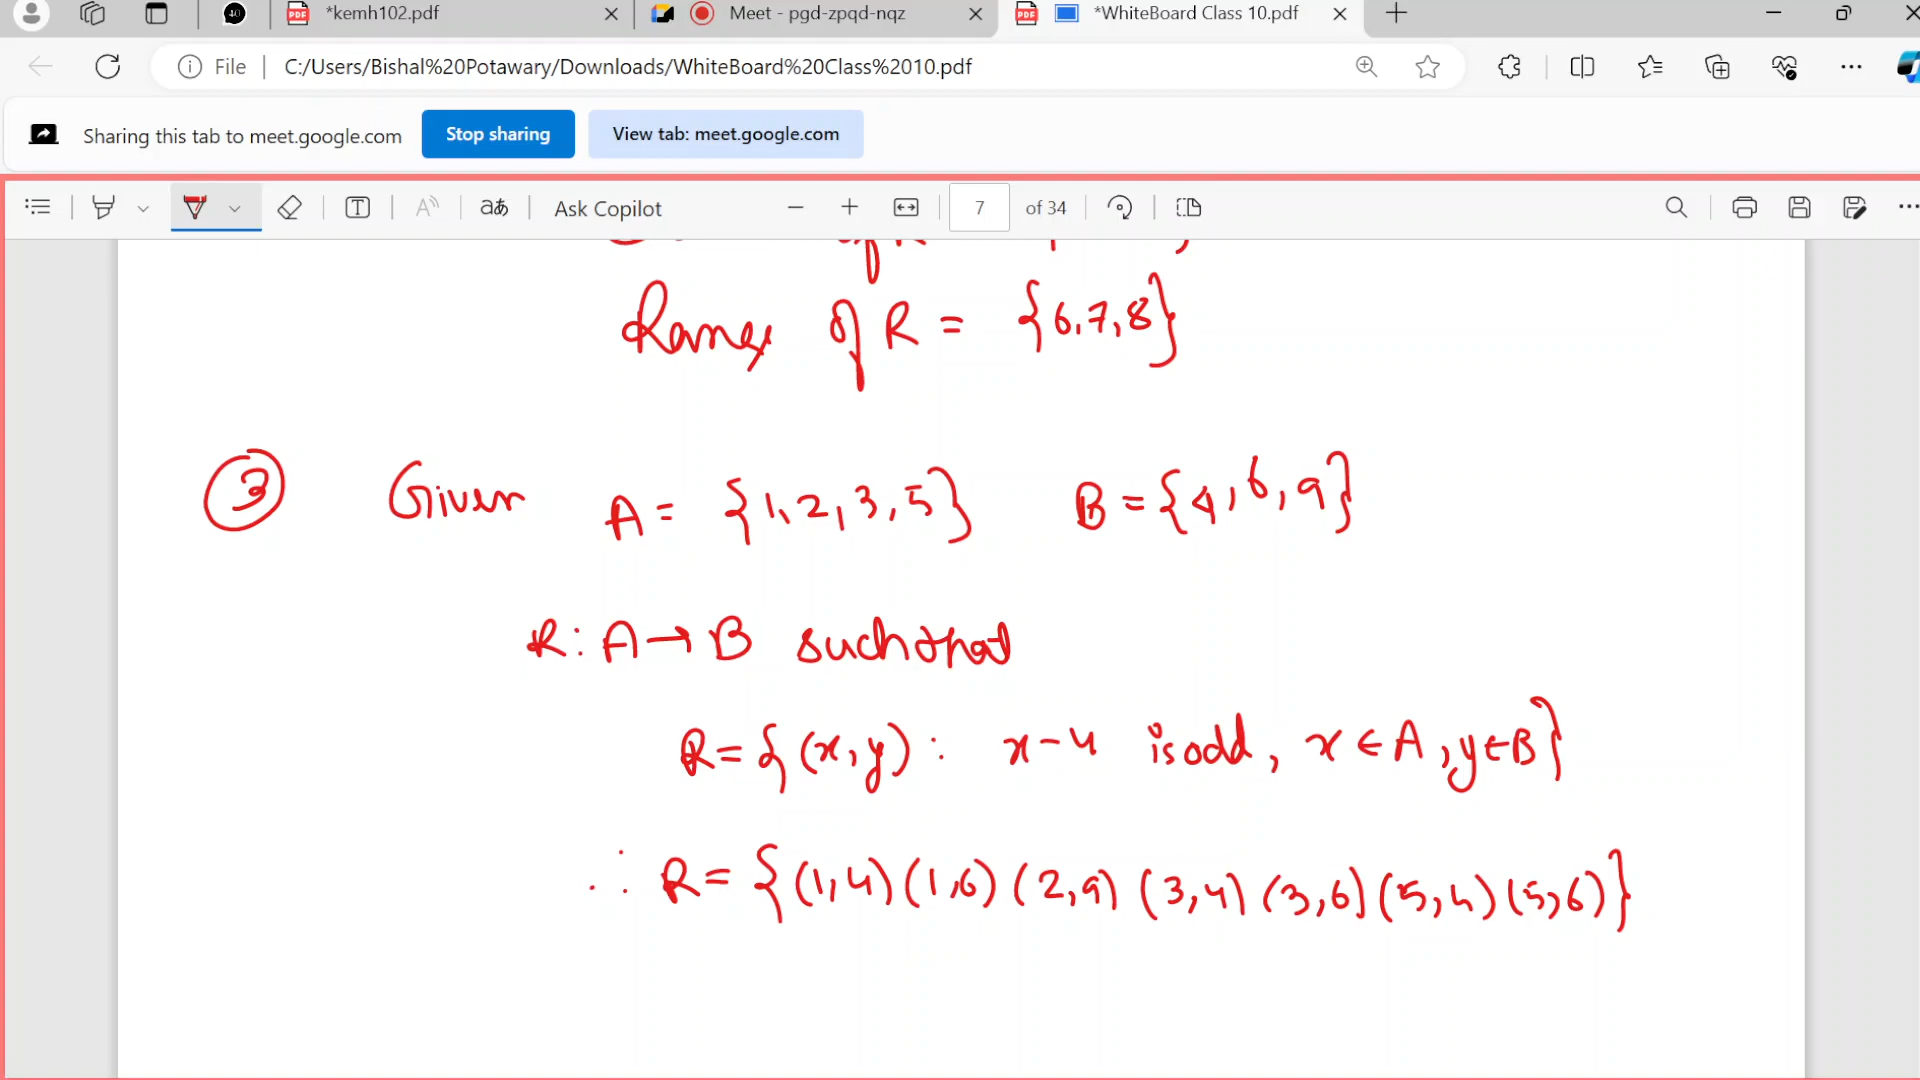 *kemh102.pdf
Meet - pgd-zpqd-nqz
*WhiteBoard Class 10.pdf
File
C:/Users/Bishal%20Potawary/Downloads/WhiteBoard%20Class%2010.pdf
Sharing this tab to meet.google.com
Stop sharing
View tab: meet.google.com
Ask Copilot
7
of 34
Range of R = {6,7,8}
③ Given A = {1,2,3,5} B = {4,6,9}
R: A → B such that
R = {(x,y): x-y is odd, x ∈ A, y ∈ B}
∴ R = {(1,4) (1,6) (2,9) (3,4) (3,6) (5,4) (5,6)}